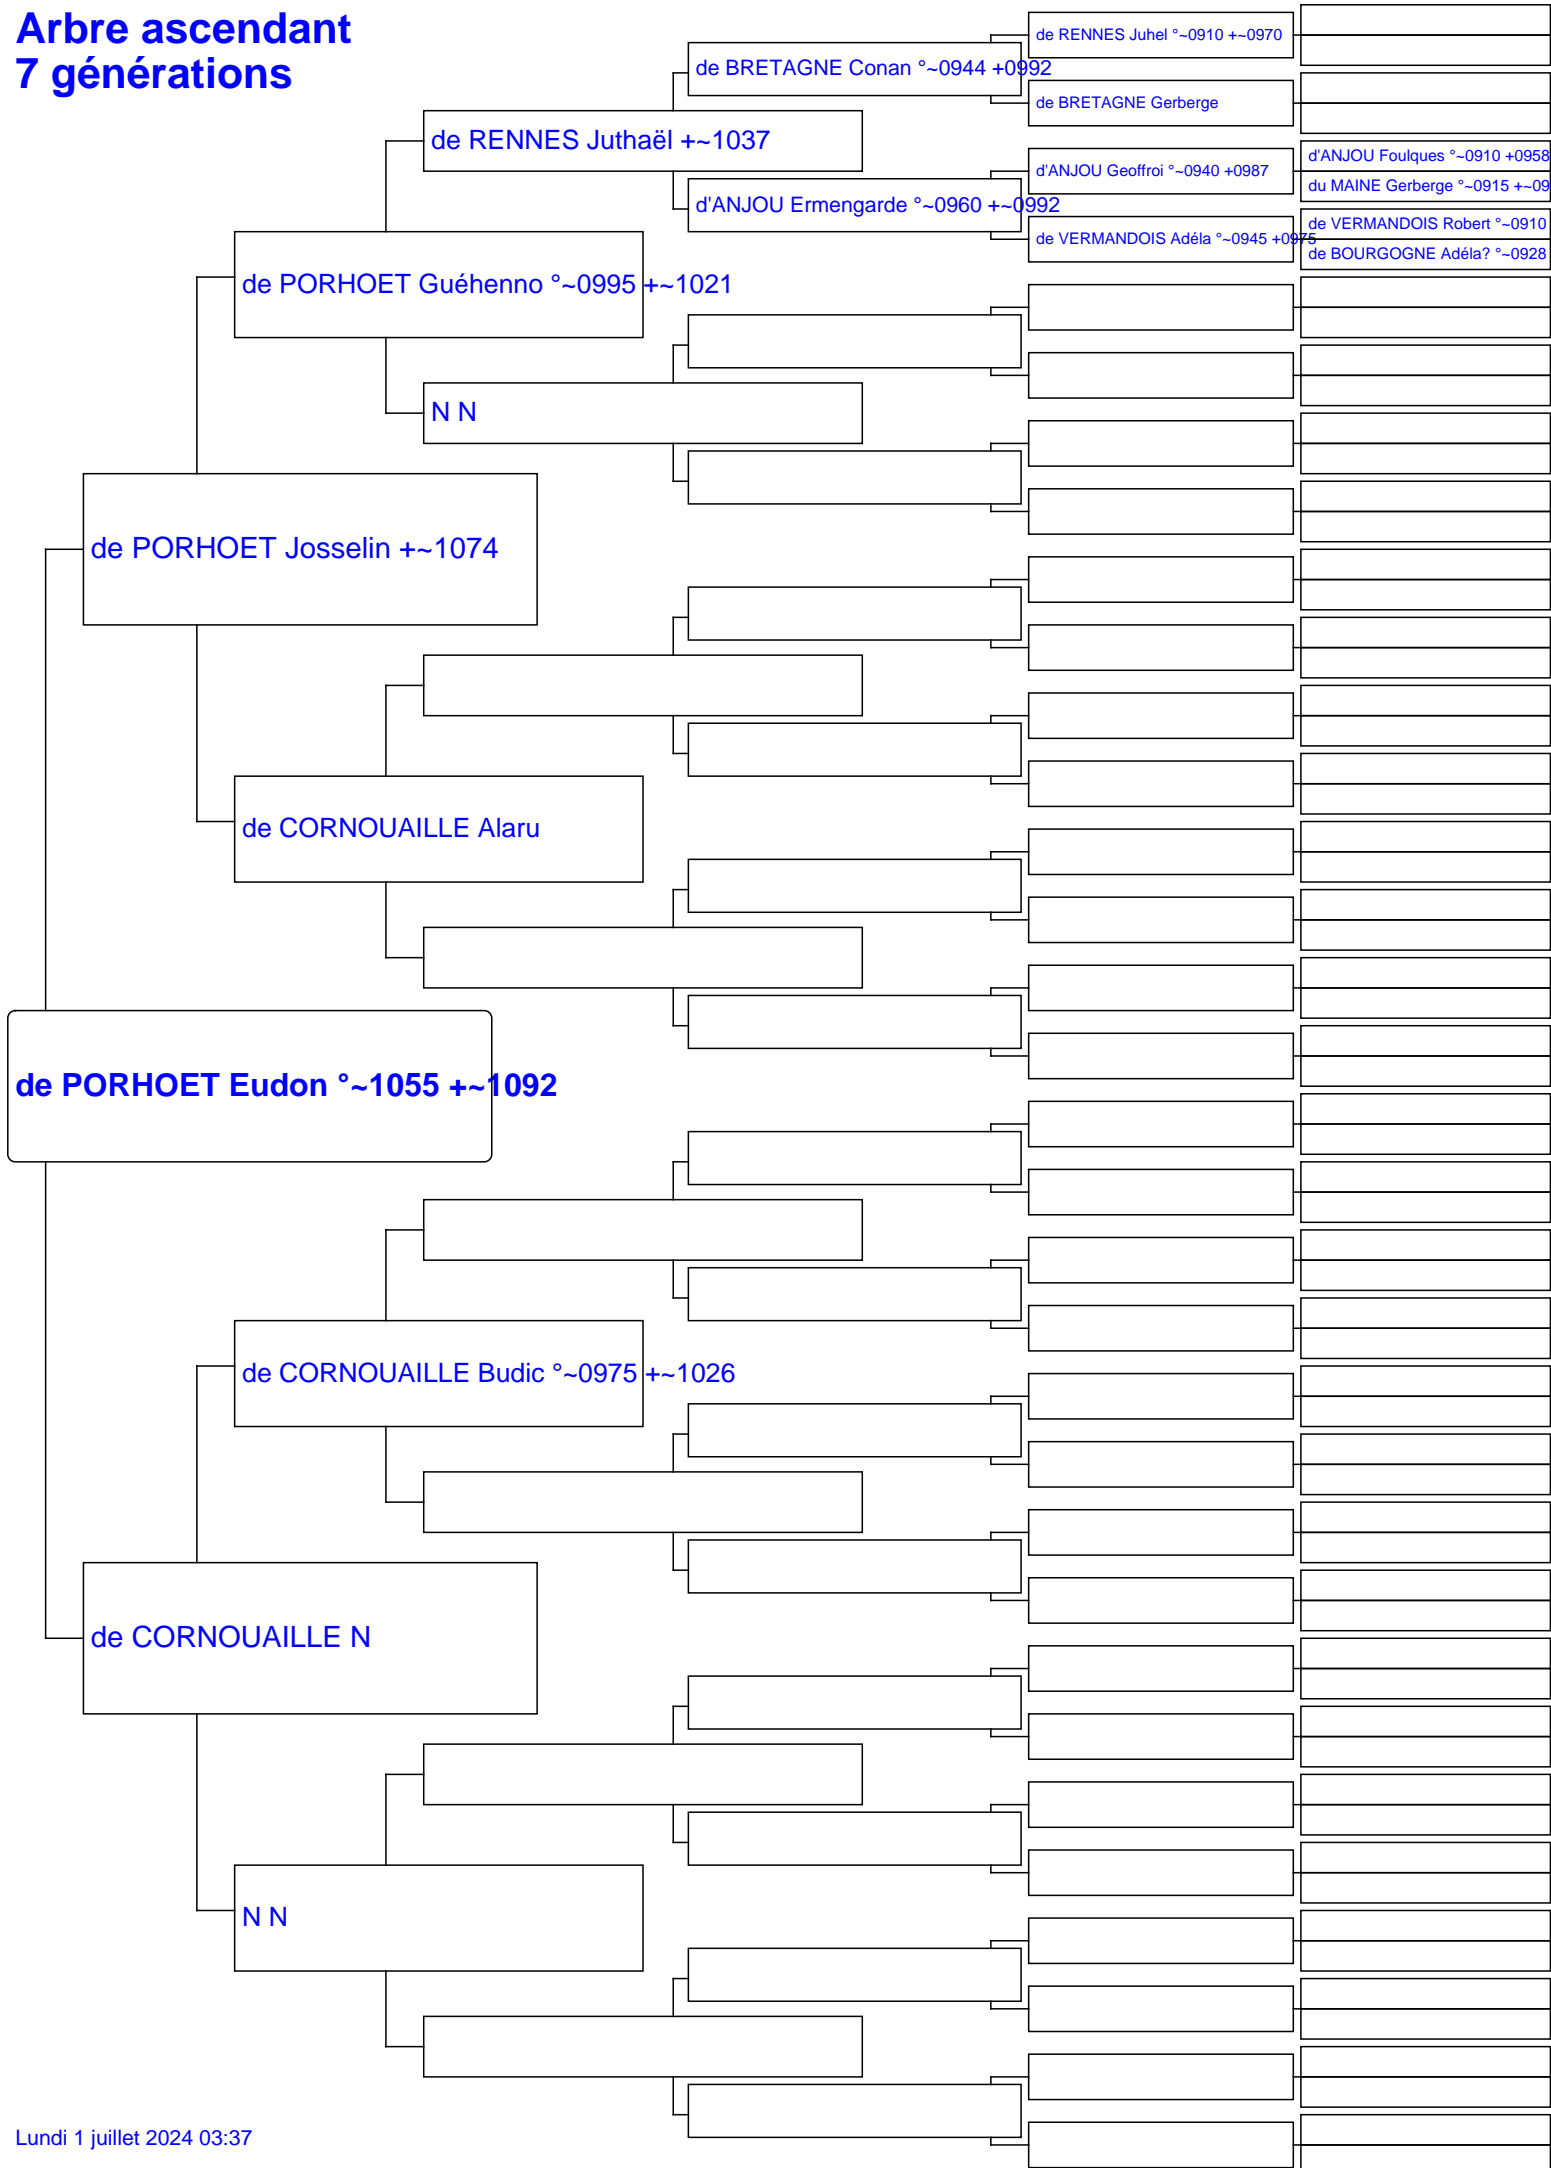 Arbre ascendant
7 générations
de RENNES Juhel °~0910 +~0970
de BRETAGNE Conan °~0944 +0992
de BRETAGNE Gerberge
de RENNES Juthaël +~1037
d'ANJOU Foulques °~0910 +0958
d'ANJOU Geoffroi °~0940 +0987
du MAINE Gerberge °~0915 +~09
d'ANJOU Ermengarde °~0960 +~0992
de VERMANDOIS Robert °~0910
de VERMANDOIS Adéla °~0945 +0975
de BOURGOGNE Adéla? °~0928
de PORHOET Guéhenno °~0995 +~1021
N N
de PORHOET Josselin +~1074
de CORNOUAILLE Alaru
de PORHOET Eudon °~1055 +~1092
de CORNOUAILLE Budic °~0975 +~1026
de CORNOUAILLE N
N N
Lundi 1 juillet 2024 03:37